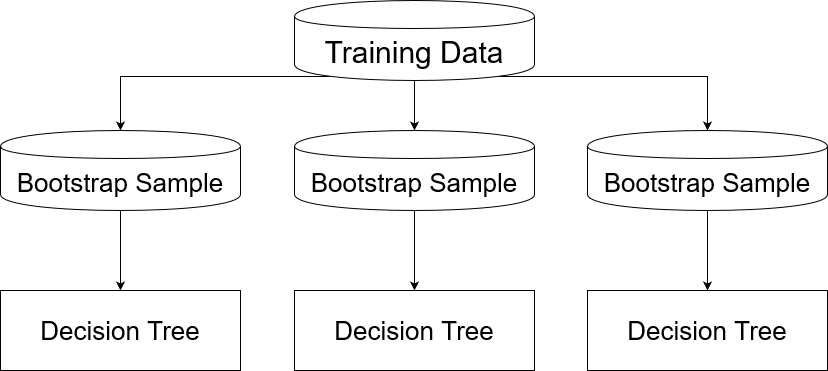 Training Data
Bootstrap Sample
Bootstrap Sample
Bootstrap Sample
Decision Tree
Decision Tree
Decision Tree